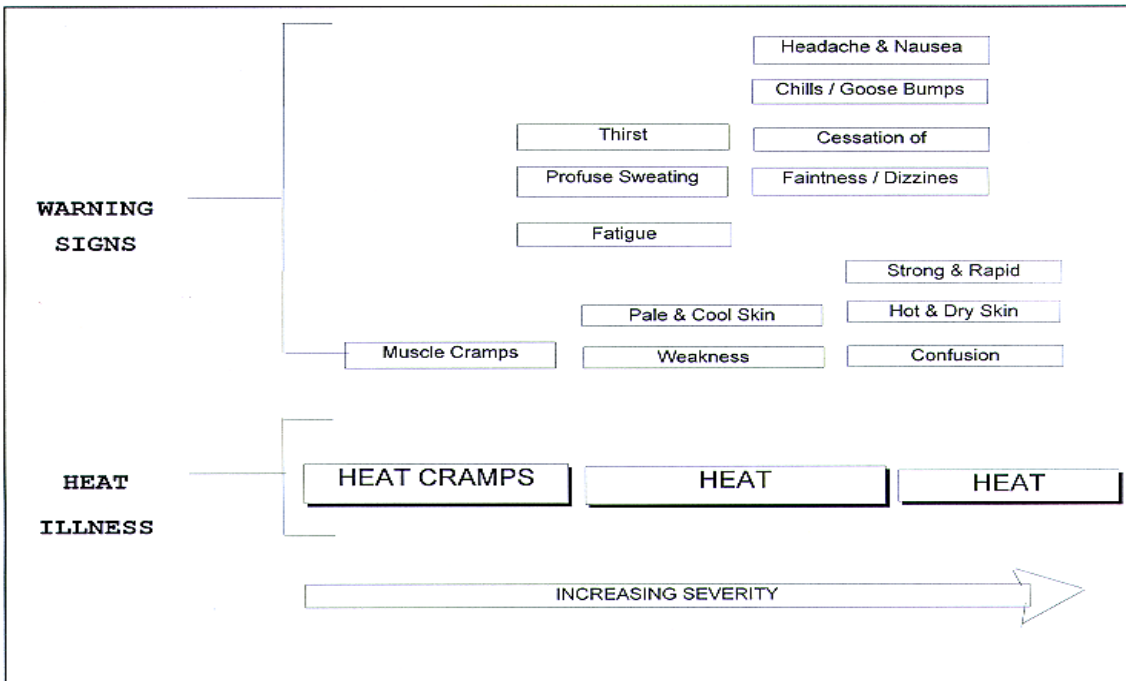 Headache & Nausea
Chills / Goose Bumps
Thirst
Cessation of
Profuse Sweating
Faintness / Dizzines
WARNING
SIGNS
Fatigue
Strong & Rapid
Pale & Cool Skin
Hot & Dry Skin
Muscle Cramps
Weakness
Confusion
HEAT
ILLNESS
HEAT CRAMPS
HEAT
HEAT
INCREASING SEVERITY